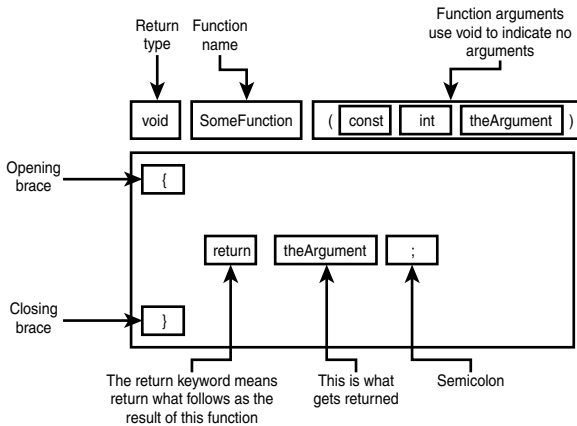 Return
type
Function
name
Function arguments
use void to indicate no
arguments
void SomeFunction ( const int theArgument )
Opening
brace
{
return theArgument ;
Closing
brace
}
The return keyword means
return what follows as the
result of this function
This is what
gets returned
Semicolon